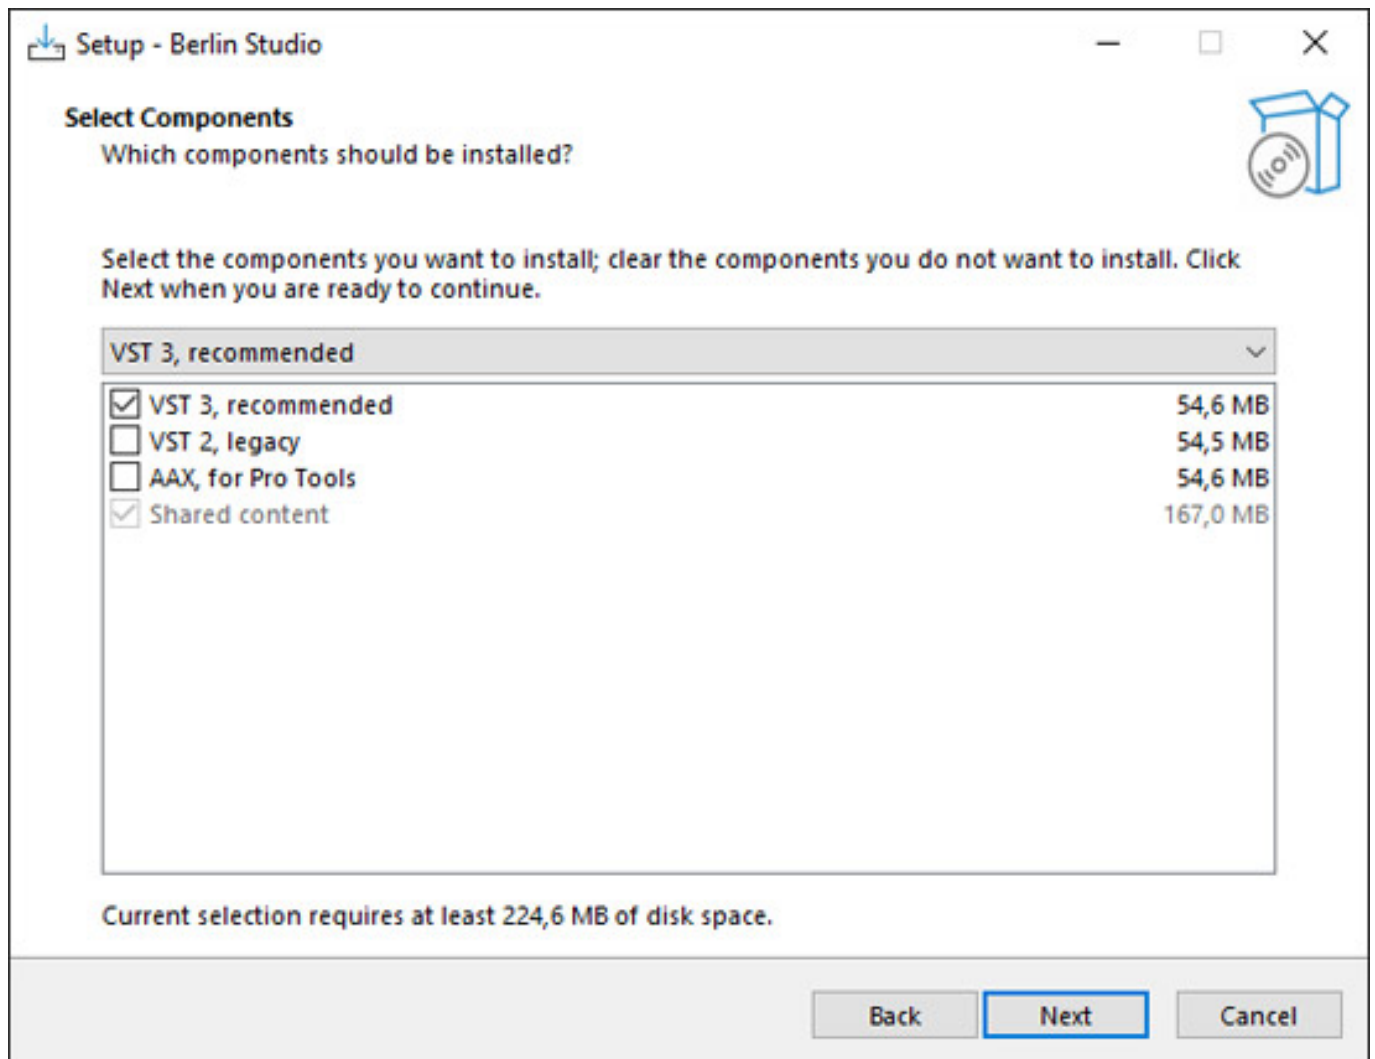 Setup - Berlin Studio
Select Components
Which components should be installed?
Select the components you want to install; clear the components you do not want to install. Click
Next when you are ready to continue.
VST 3, recommended
VST 3, recommended 54,6 MB
VST 2, legacy 54,5 MB
AAX, for Pro Tools 54,6 MB
Shared content 167,0 MB
Current selection requires at least 224,6 MB of disk space.
Back Next Cancel